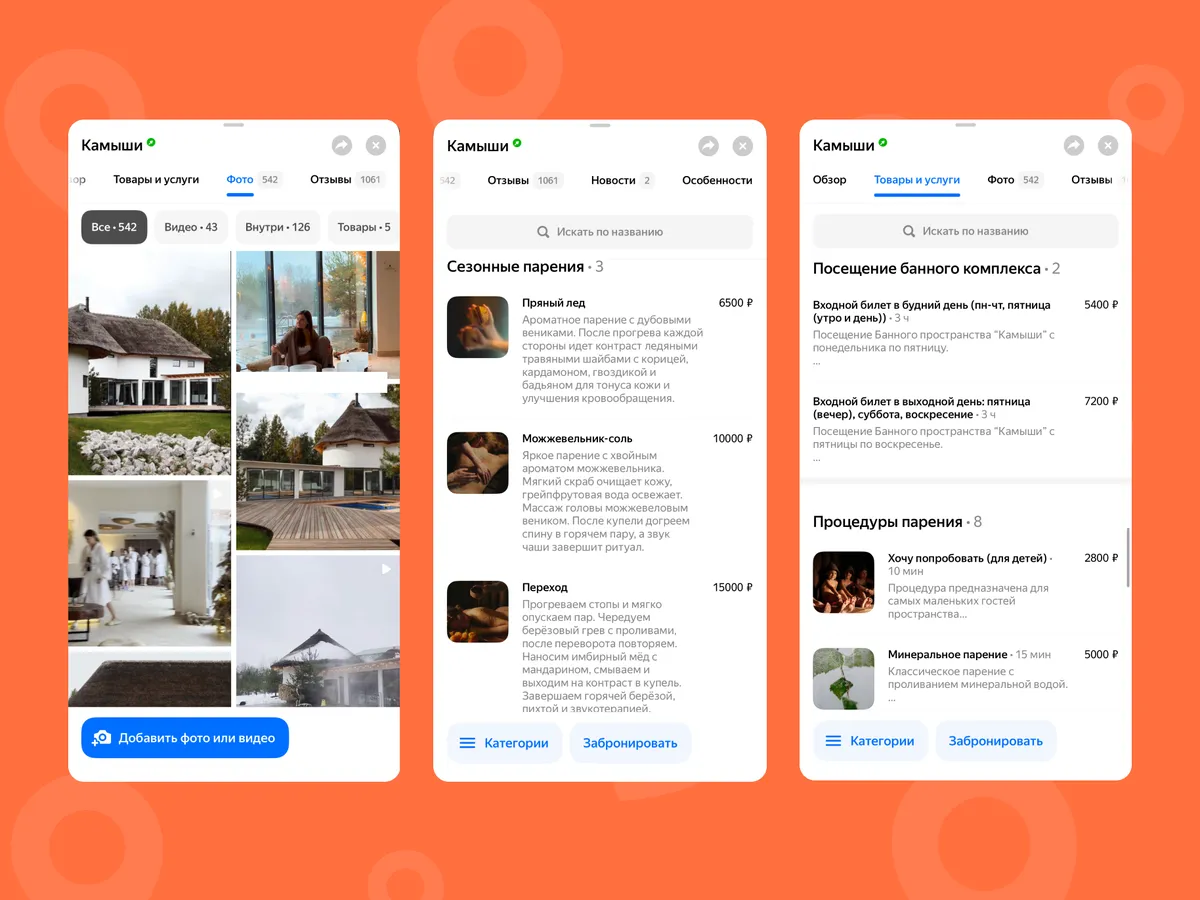 Камыши
ор Товары и услуги Фото 542 Отзывы 1061
Все • 542 Видео • 43 Внутри • 126 Товары • 5
Добавить фото или видео
Камыши
542 Отзывы 1061 Новости 2 Особенности
Искать по названию
Сезонные парения • 3
Пряный лед 6500 ₽
Ароматное парение с дубовыми
вениками. После прогрева каждой
стороны идет контраст ледяными
травяными шайбами с корицей,
кардамоном, гвоздикой и
бадьяном для тонуса кожи и
улучшения кровообращения.
Можжевельник-соль 10000 ₽
Яркое парение с хвойным
ароматом можжевельника.
Мягкий скраб очищает кожу,
грейпфрутовая вода освежает.
Массаж головы можжевеловым
веником. После купели догреем
спину в горячем пару, а звук
чаши завершит ритуал.
Переход 15000 ₽
Прогреваем стопы и мягко
опускаем пар. Чередуем
берёзовый грев с проливами,
после переворота повторяем.
Наносим имбирный мёд с
мандарином, смываем и
выходим на контраст в купель.
Завершаем горячей берёзой,
пихтой и звукотерапией.
Категории Забронировать
Камыши
Обзор Товары и услуги Фото 542 Отзывы 1
Искать по названию
Посещение банного комплекса • 2
Входной билет в будний день (пн-чт, пятница 5400 ₽
(утро и день)) • 3 ч
Посещение Банного пространства “Камыши” с
понедельника по пятницу.
...
Входной билет в выходной день: пятница 7200 ₽
(вечер), суббота, воскресение • 3 ч
Посещение Банного пространства “Камыши” с
пятницы по воскресенье.
...
Процедуры парения • 8
Хочу попробовать (для детей) • 2800 ₽
10 мин
Процедура предназначена для
самых маленьких гостей
пространства...
Минеральное парение • 15 мин 5000 ₽
Классическое парение с
проливанием минеральной водой.
...
Категории Забронировать